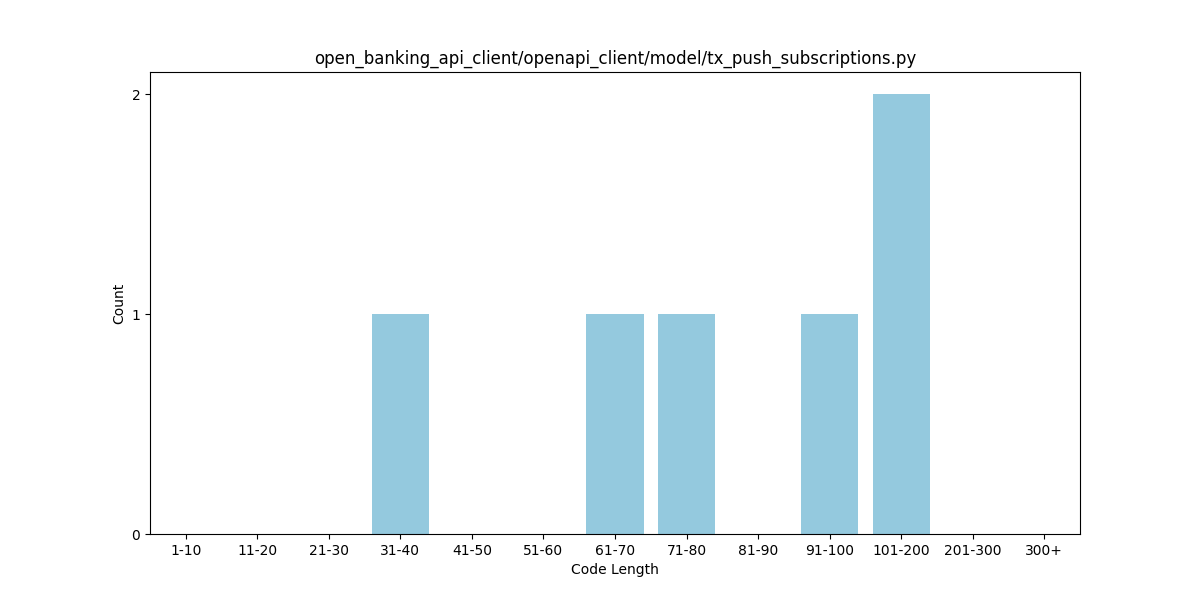 open_banking_api_client/openapi_client/model/tx_push_subscriptions.py
2
1
0
Count
1-10 11-20 21-30 31-40 41-50 51-60 61-70 71-80 81-90 91-100 101-200 201-300 300+
Code Length